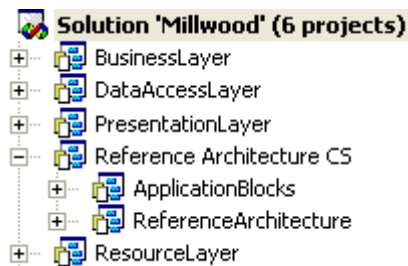 Solution 'Millwood' (6 projects)
BusinessLayer
DataAccessLayer
PresentationLayer
Reference Architecture CS
ApplicationBlocks
ReferenceArchitecture
ResourceLayer